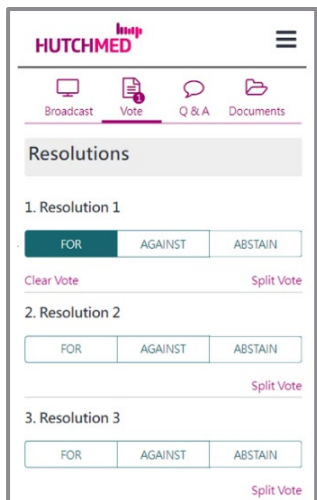 HUTCHMED
Broadcast Vote 1 Q & A Documents
Resolutions
1. Resolution 1
FOR AGAINST ABSTAIN
Clear Vote Split Vote
2. Resolution 2
FOR AGAINST ABSTAIN
Split Vote
3. Resolution 3
FOR AGAINST ABSTAIN
Split Vote